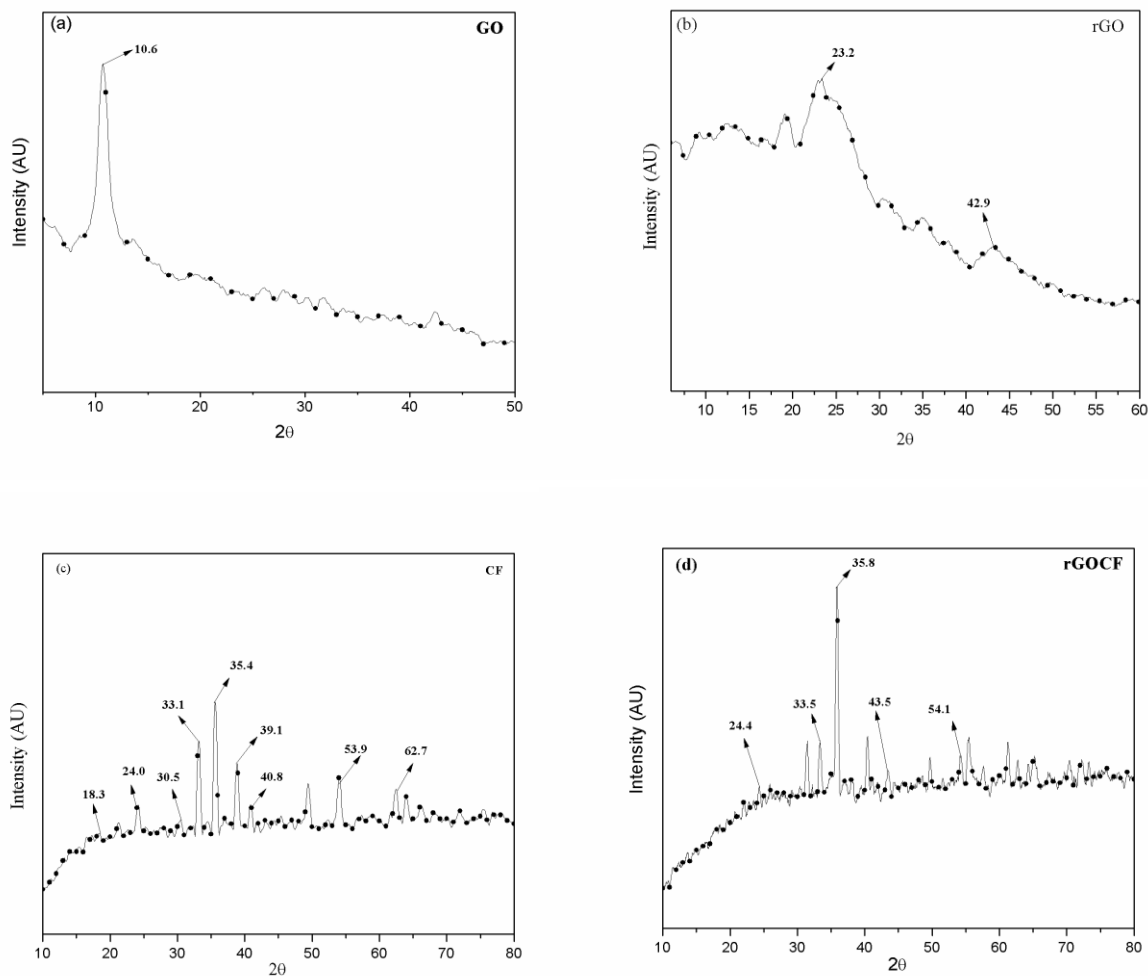 (a)
GO
10.6
Intensity (AU)
10 20 30 40 50
2θ
(b)
rGO
23.2
42.9
Intensity (AU)
10 15 20 25 30 35 40 45 50 55 60
2θ
(c)
CF
35.4
33.1
39.1
24.0
53.9
62.7
30.5
40.8
18.3
Intensity (AU)
10 20 30 40 50 60 70 80
2θ
(d)
rGOCF
35.8
33.5
43.5
54.1
24.4
Intensity (AU)
10 20 30 40 50 60 70 80
2θ